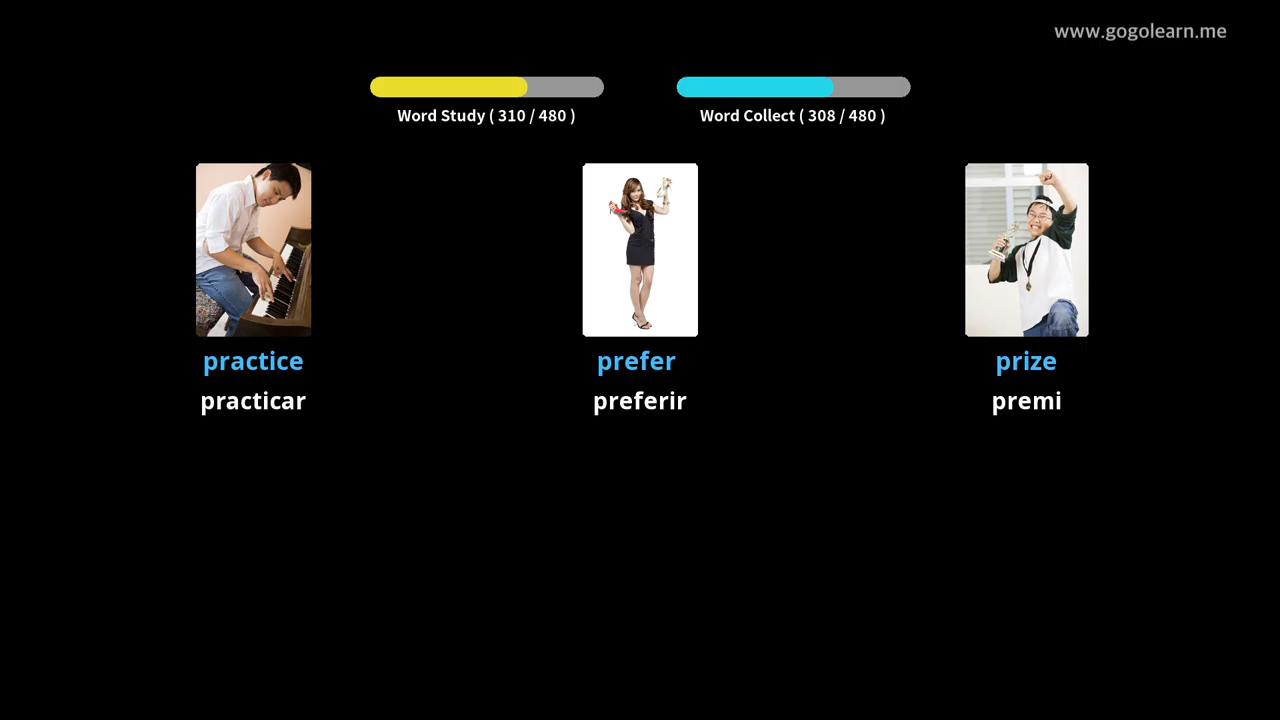 www.gogolearn.me
Word Study ( 310 / 480 )
Word Collect ( 308 / 480 )
practice
prefer
prize
practicar
preferir
premi